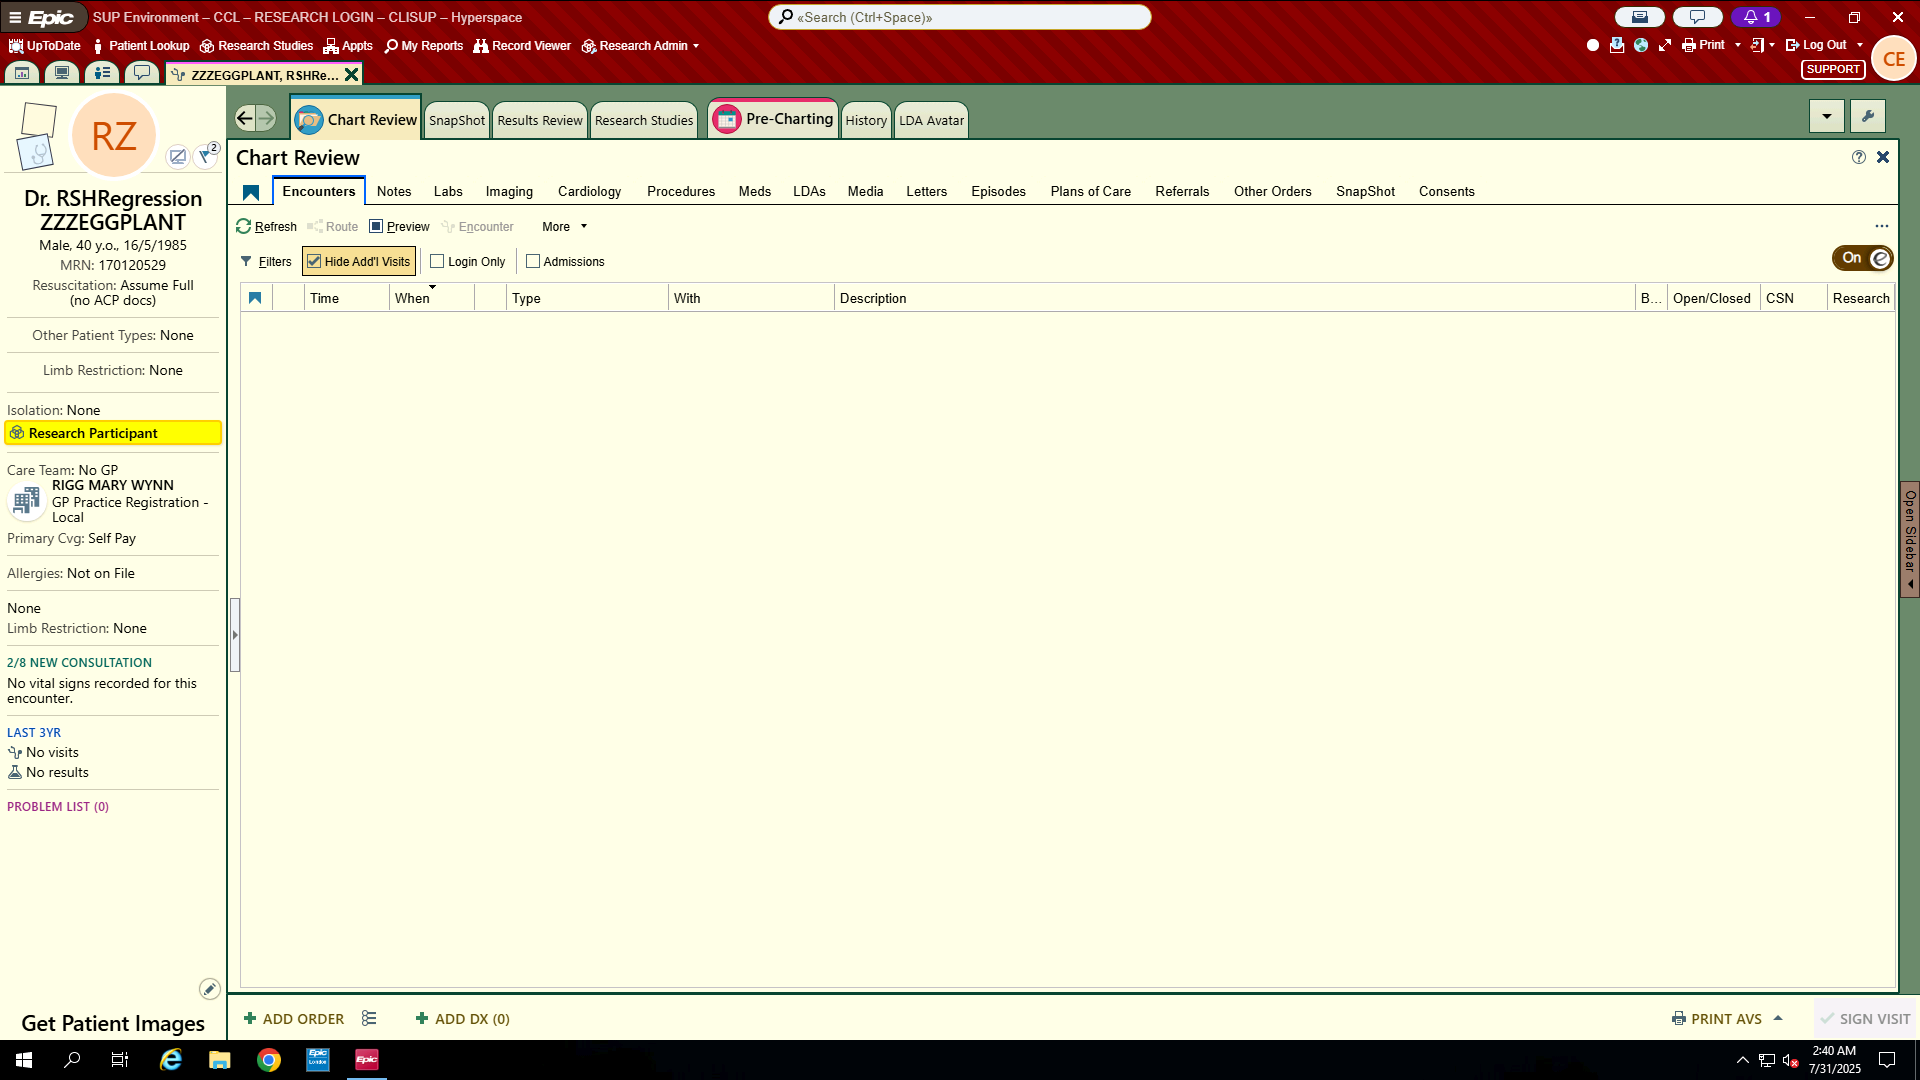 Epic SUP Environment – CCL – RESEARCH LOGIN – CLISUP – Hyperspace
«Search (Ctrl+Space)»
1
UpToDate Patient Lookup Research Studies Appts My Reports Record Viewer Research Admin
Print Log Out
SUPPORT
CE
ZZZEGGPLANT, RSHRe...
RZ
2
Dr. RSHRegression
ZZZEGGPLANT
Male, 40 y.o., 16/5/1985
MRN: 170120529
Resuscitation: Assume Full
(no ACP docs)
Other Patient Types: None
Limb Restriction: None
Isolation: None
Research Participant
Care Team: No GP
RIGG MARY WYNN
GP Practice Registration -
Local
Primary Cvg: Self Pay
Allergies: Not on File
None
Limb Restriction: None
2/8 NEW CONSULTATION
No vital signs recorded for this
encounter.
LAST 3YR
No visits
No results
PROBLEM LIST (0)
Get Patient Images
Chart Review SnapShot Results Review Research Studies Pre-Charting History LDA Avatar
Chart Review
Encounters Notes Labs Imaging Cardiology Procedures Meds LDAs Media Letters Episodes Plans of Care Referrals Other Orders SnapShot Consents
Refresh Route Preview Encounter More
Filters Hide Add'l Visits Login Only Admissions
On
Time When Type With Description B... Open/Closed CSN Research
Open Sidebar
ADD ORDER ADD DX (0) PRINT AVS SIGN VISIT
Epic London Epic
2:40 AM
7/31/2025